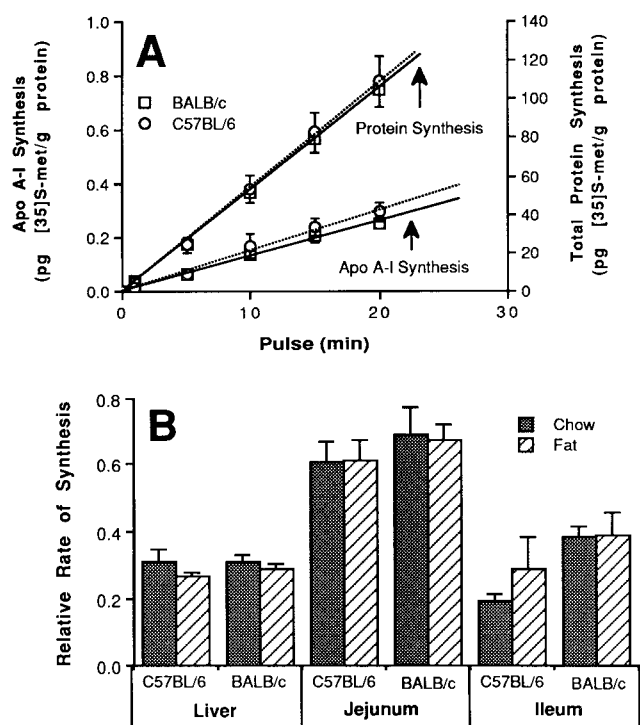 A
BALB/c
C57BL/6
Protein Synthesis
Apo A-I Synthesis
Apo A-I Synthesis
(pg [35]S-met/g protein)
1.0
0.8
0.6
0.4
0.2
0.0
Total Protein Synthesis
(pg [35]S-met/g protein)
140
120
100
80
60
40
20
0
0
10
20
30
Pulse (min)
B
Chow
Fat
Relative Rate of Synthesis
0.8
0.6
0.4
0.2
0.0
C57BL/6 BALB/c C57BL/6 BALB/c C57BL/6 BALB/c
Liver Jejunum Ileum